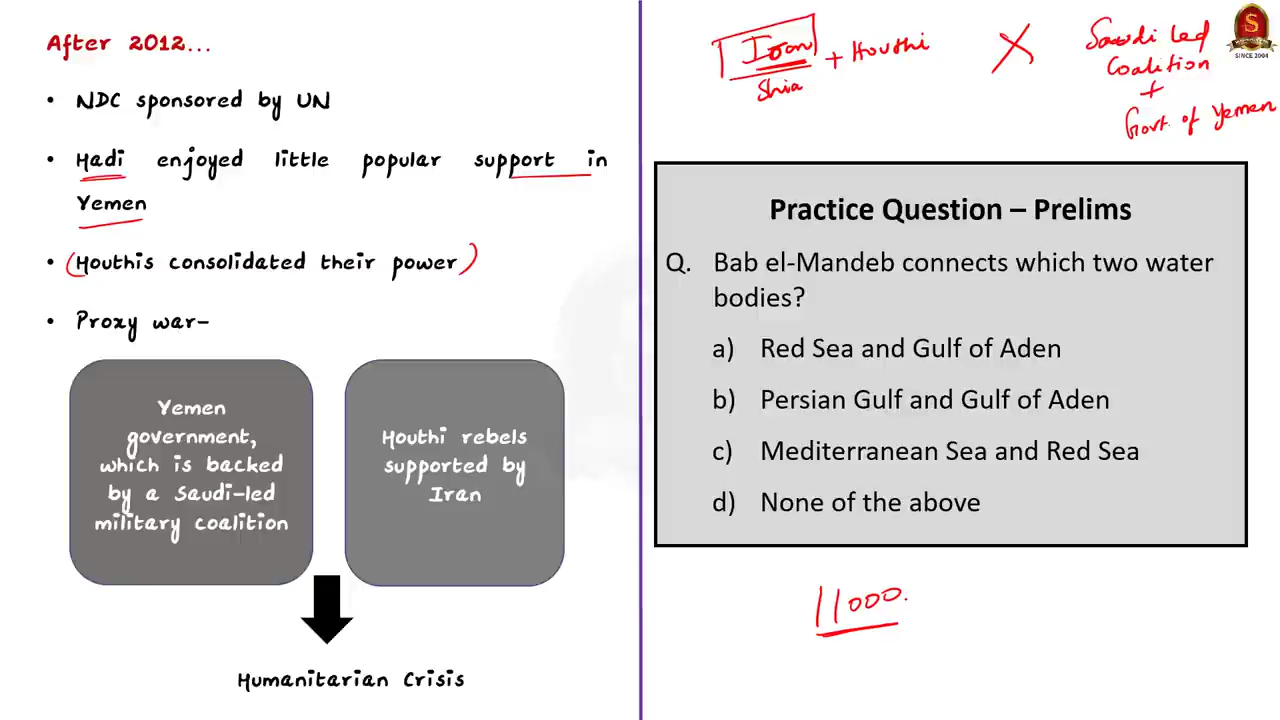 After 2012...
• NDC sponsored by UN
• Hadi enjoyed little popular support in
Yemen
• (Houthis consolidated their power)
• Proxy war-
Yemen
government,
which is backed
by a Saudi-led
military coalition
Houthi rebels
supported by
Iran
Humanitarian Crisis
Iran + Houthi
Shia
X
Saudi Led
Coalition
+
Govt. of Yemen
S
SINCE 2004
Practice Question – Prelims
Q. Bab el-Mandeb connects which two water
bodies?
a) Red Sea and Gulf of Aden
b) Persian Gulf and Gulf of Aden
c) Mediterranean Sea and Red Sea
d) None of the above
11000.